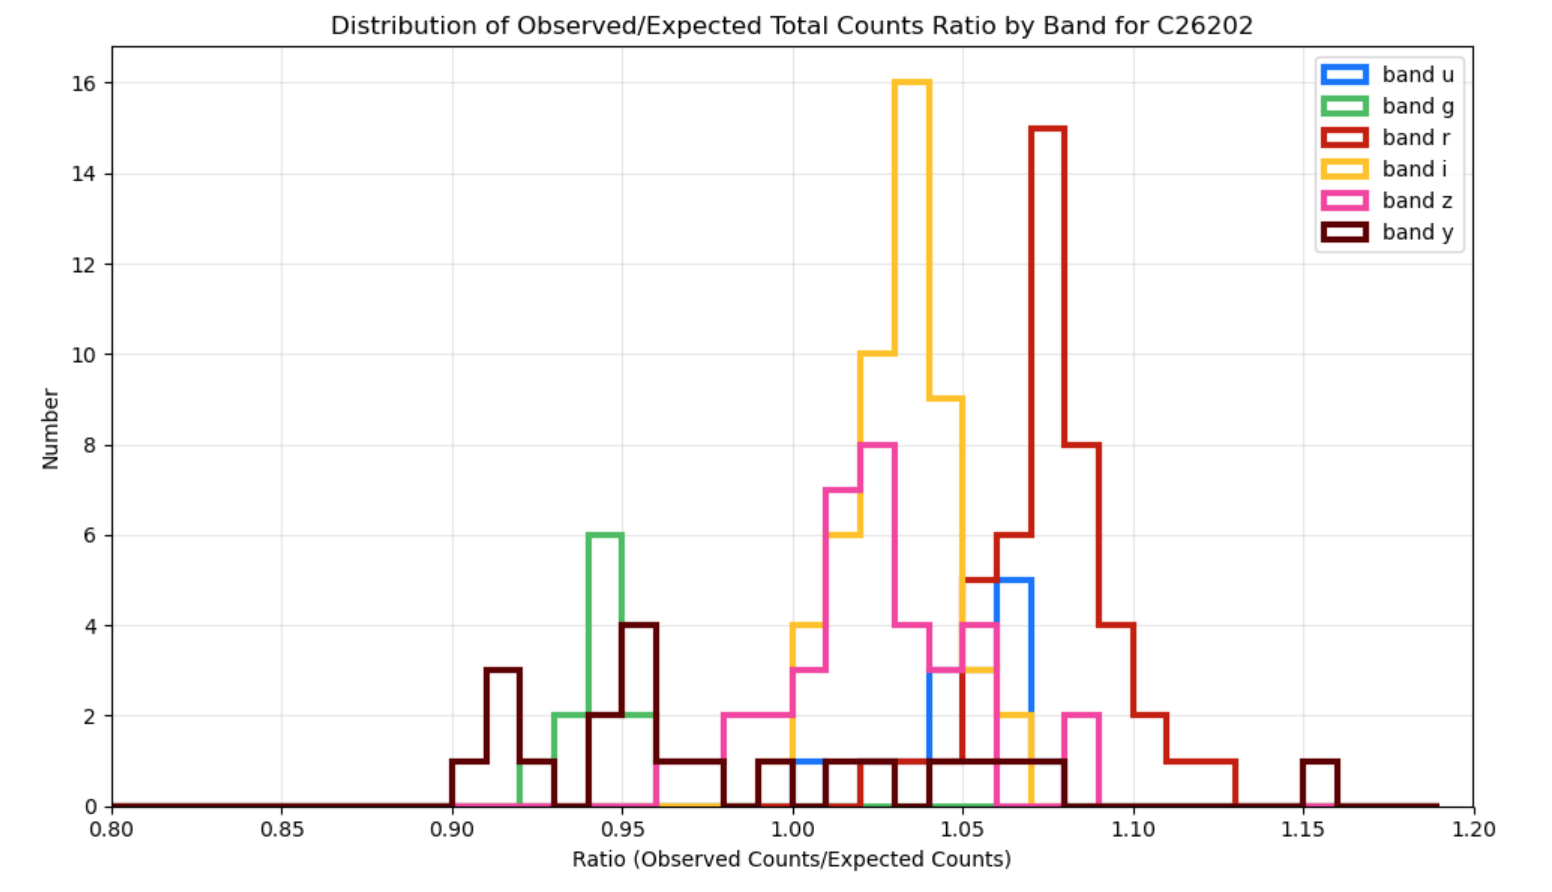 Distribution of Observed/Expected Total Counts Ratio by Band for C26202
band u
band g
band r
band i
band z
band y
Number
16
14
12
10
8
6
4
2
0
0.80 0.85 0.90 0.95 1.00 1.05 1.10 1.15 1.20
Ratio (Observed Counts/Expected Counts)